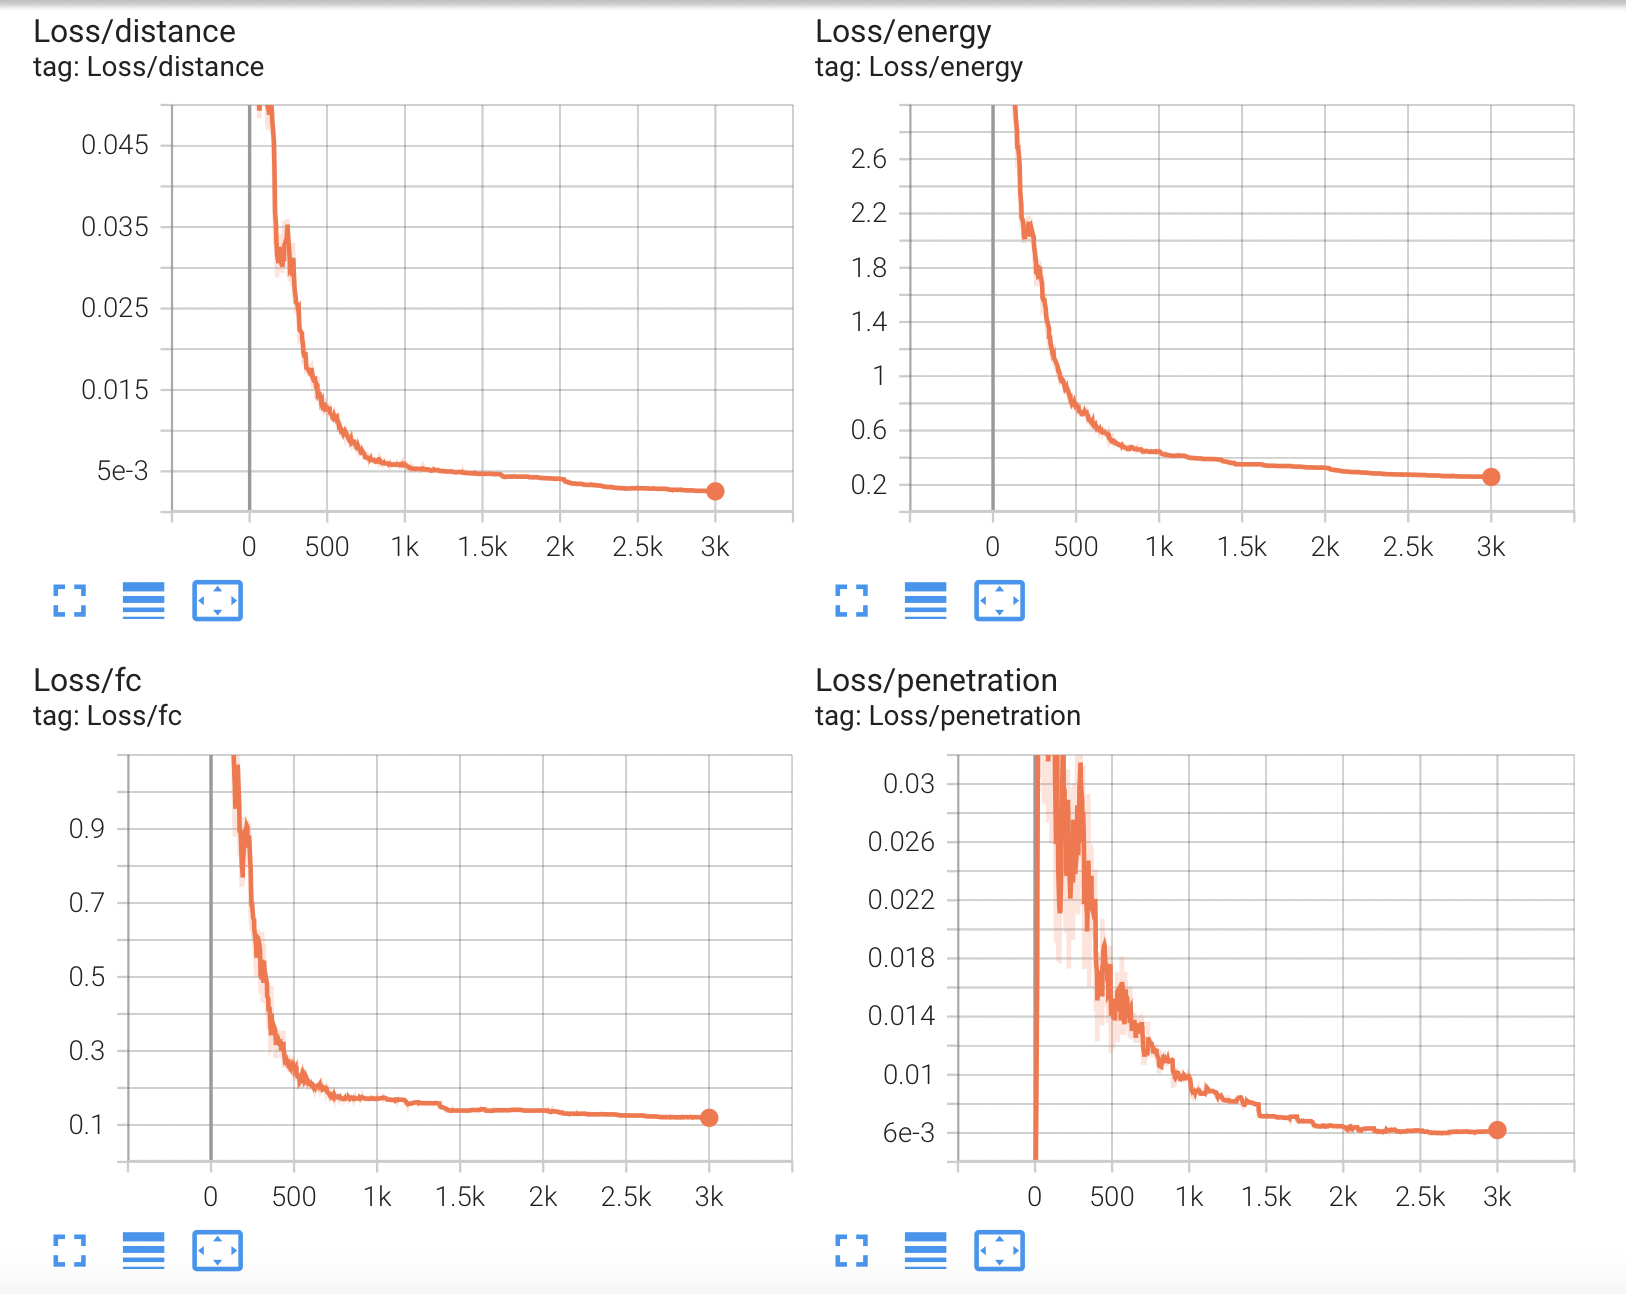 Loss/distance
tag: Loss/distance
0.045
0.035
0.025
0.015
5e-3
0 500 1k 1.5k 2k 2.5k 3k
Loss/energy
tag: Loss/energy
2.6
2.2
1.8
1.4
1
0.6
0.2
0 500 1k 1.5k 2k 2.5k 3k
Loss/fc
tag: Loss/fc
0.9
0.7
0.5
0.3
0.1
0 500 1k 1.5k 2k 2.5k 3k
Loss/penetration
tag: Loss/penetration
0.03
0.026
0.022
0.018
0.014
0.01
6e-3
0 500 1k 1.5k 2k 2.5k 3k